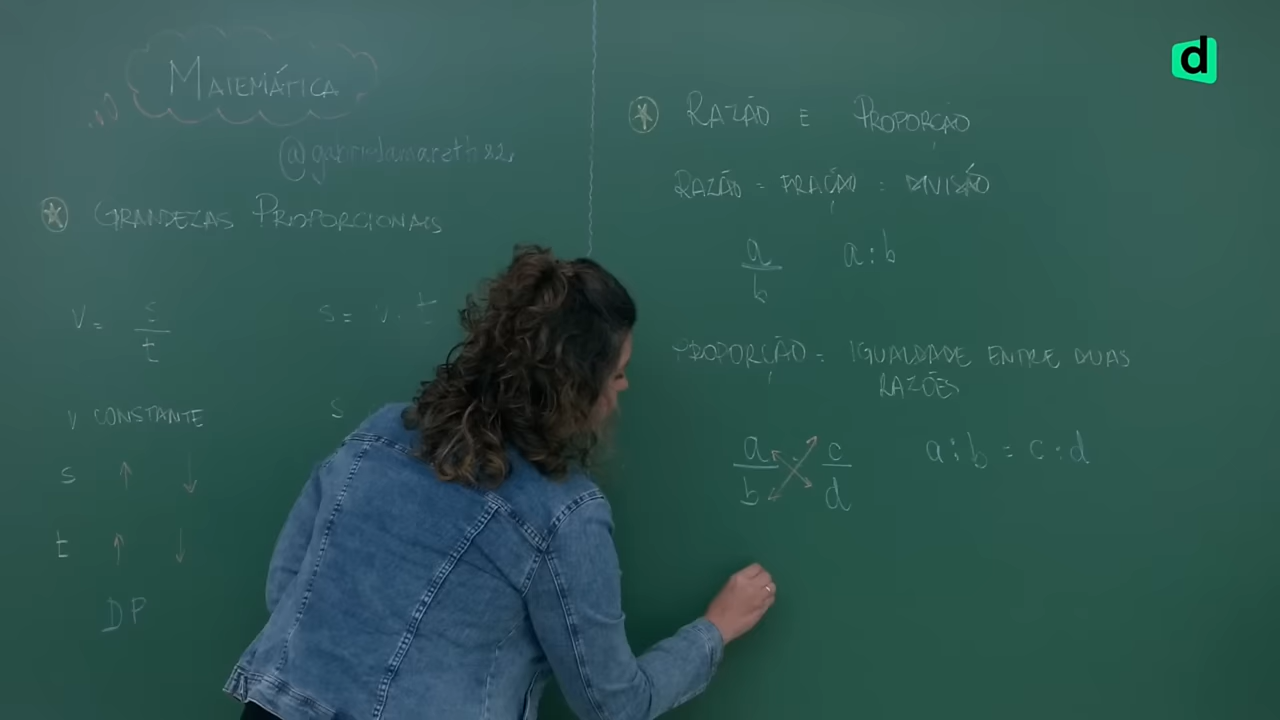 MATEMÁTICA
GRANDEZAS PROPORCIONAIS
V = s/t
s = v . t
V CONSTANTE
s
s ↑ ↓
t ↑ ↓
DP
RAZÃO E PROPORÇÃO
RAZÃO = FRAÇÃO = DIVISÃO
a/b a:b
PROPORÇÃO = IGUALDADE ENTRE DUAS
RAZÕES
a/b = c/d a:b = c:d
d